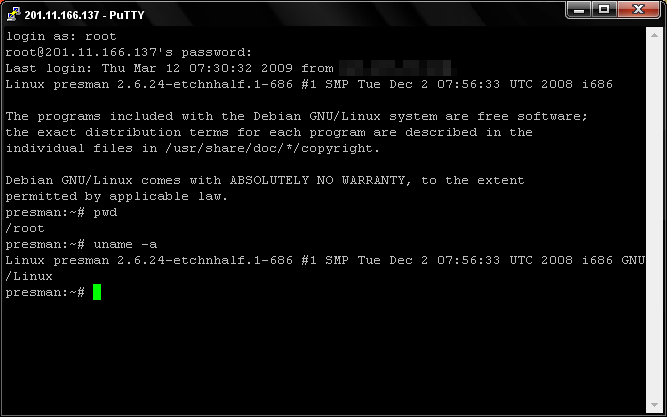 201.11.166.137 - PuTTY
login as: root
root@201.11.166.137's password:
Last login: Thu Mar 12 07:30:32 2009 from
Linux presman 2.6.24-etchnhalf.1-686 #1 SMP Tue Dec 2 07:56:33 UTC 2008 i686
The programs included with the Debian GNU/Linux system are free software;
the exact distribution terms for each program are described in the
individual files in /usr/share/doc/*/copyright.
Debian GNU/Linux comes with ABSOLUTELY NO WARRANTY, to the extent
permitted by applicable law.
presman:~# pwd
/root
presman:~# uname -a
Linux presman 2.6.24-etchnhalf.1-686 #1 SMP Tue Dec 2 07:56:33 UTC 2008 i686 GNU
/Linux
presman:~#